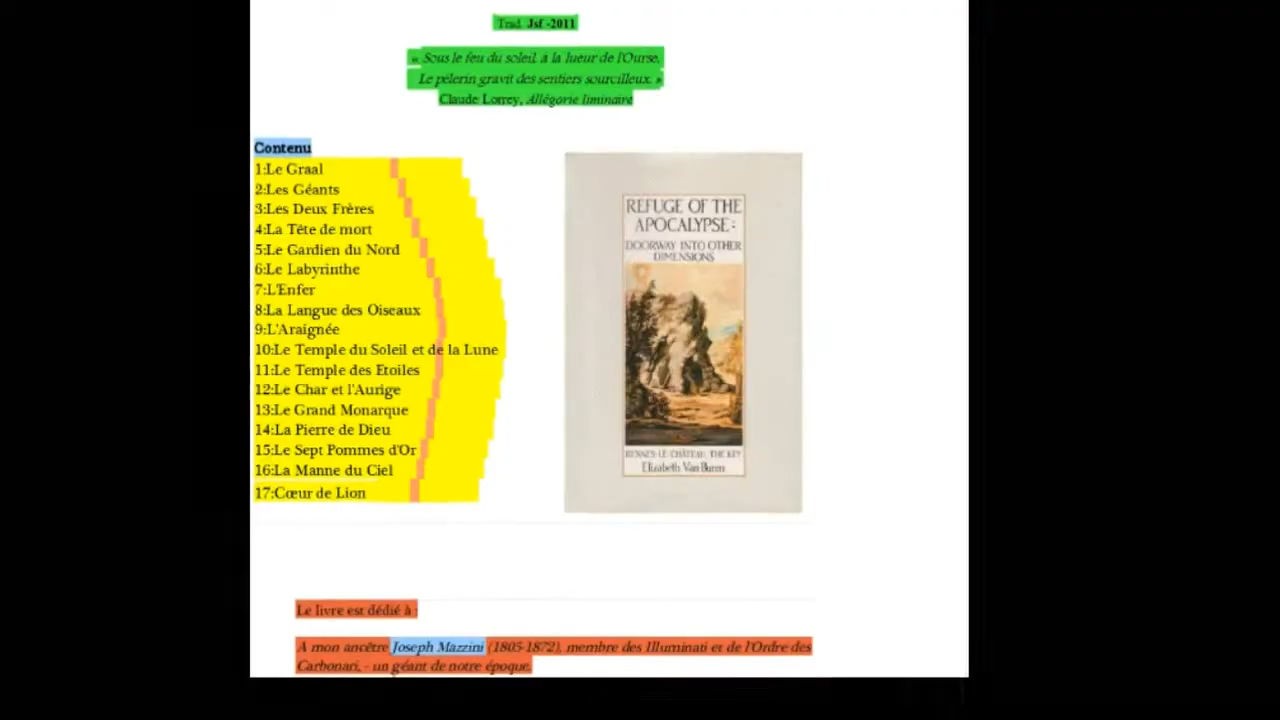 Trad. Jsf -2011
« Sous le feu du soleil, à la lueur de l'Ourse,
Le pèlerin gravit des sentiers sourcilleux. »
Claude Lorrey, Allégorie liminaire
Contenu
1:Le Graal
2:Les Géants
3:Les Deux Frères
4:La Tête de mort
5:Le Gardien du Nord
6:Le Labyrinthe
7:L'Enfer
8:La Langue des Oiseaux
9:L'Araignée
10:Le Temple du Soleil et de la Lune
11:Le Temple des Etoiles
12:Le Char et l'Aurige
13:Le Grand Monarque
14:La Pierre de Dieu
15:Le Sept Pommes d'Or
16:La Manne du Ciel
17:Cœur de Lion
REFUGE OF THE
APOCALYPSE:
DOORWAY INTO OTHER
DIMENSIONS
RENNES-LE-CHÂTEAU: THE KEY
Elizabeth Van Buren
Le livre est dédié à :
A mon ancêtre Joseph Mazzini (1805-1872), membre des Illuminati et de l'Ordre des
Carbonari, - un géant de notre époque.